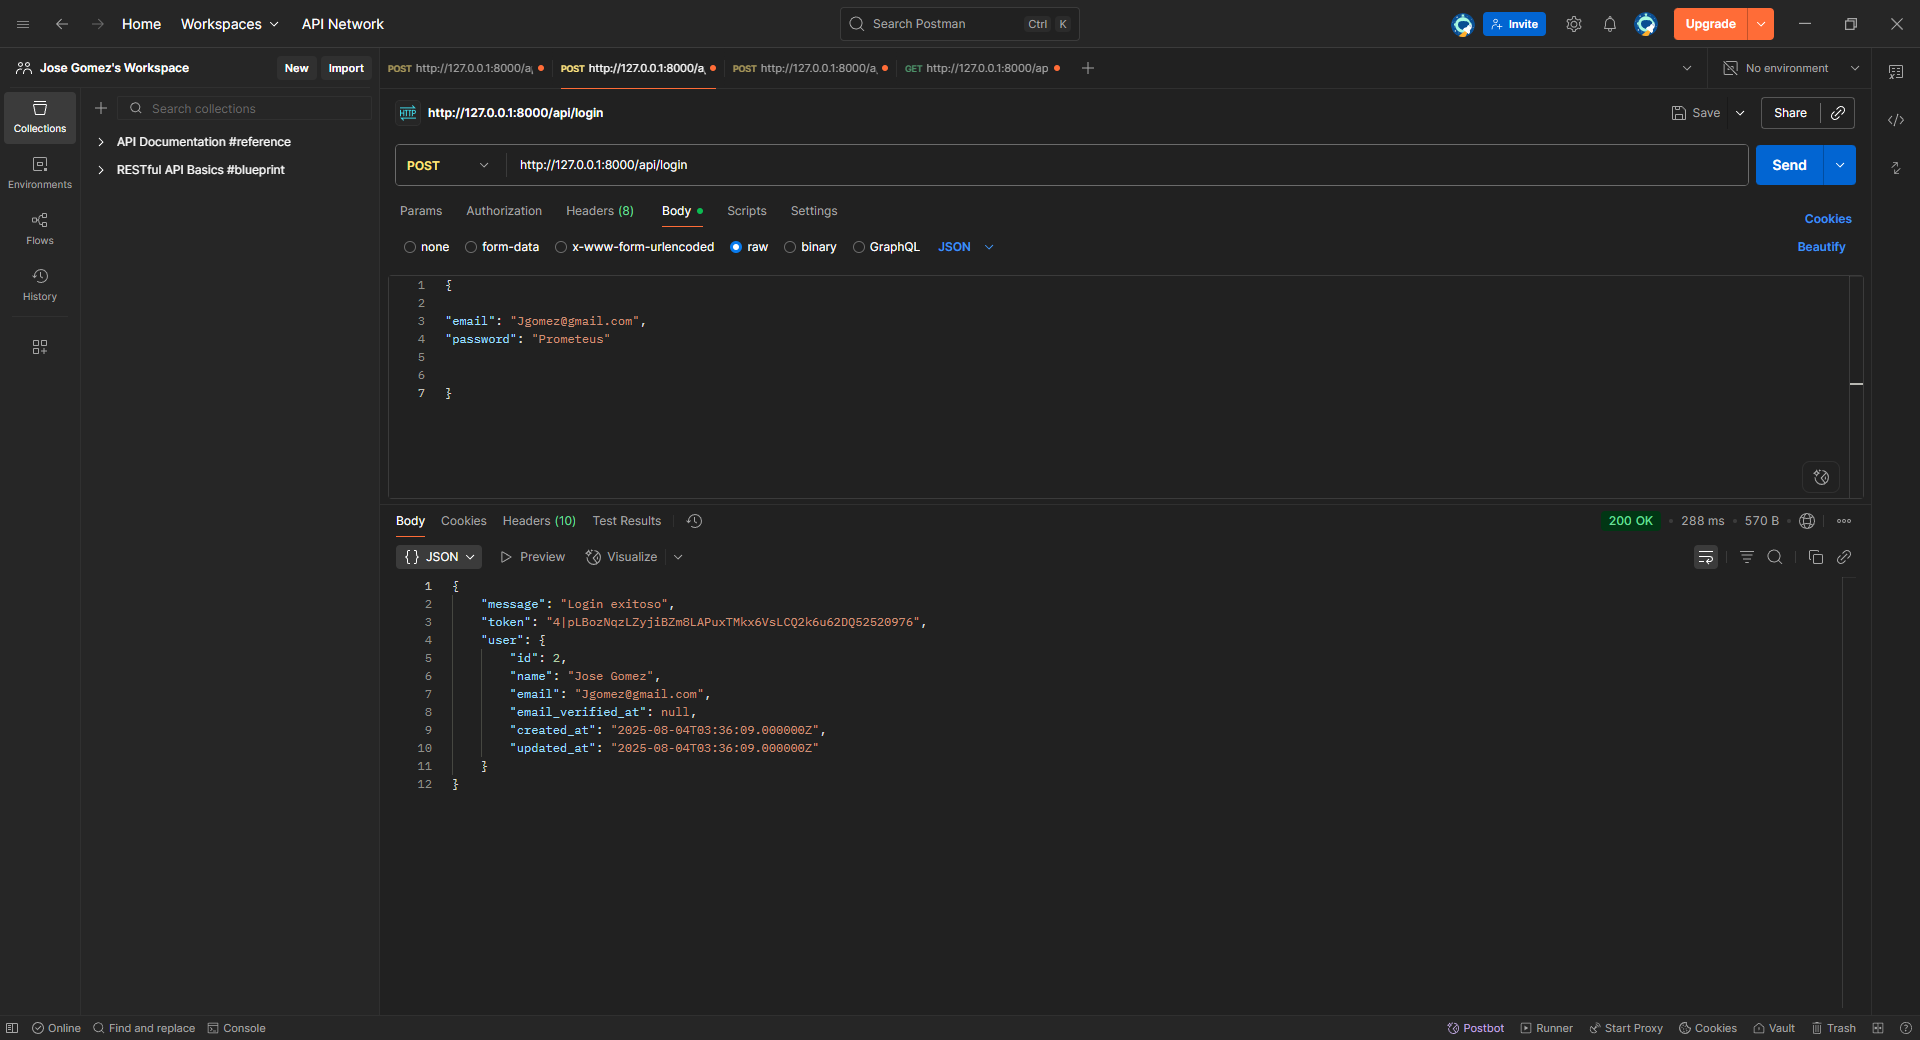 Home
Workspaces
API Network
Search Postman
Ctrl K
Invite
Upgrade
Jose Gomez's Workspace
New
Import
POST http://127.0.0.1:8000/a
POST http://127.0.0.1:8000/a
POST http://127.0.0.1:8000/a
GET http://127.0.0.1:8000/ap
No environment
Collections
Environments
Flows
History
Search collections
API Documentation #reference
RESTful API Basics #blueprint
HTTP
http://127.0.0.1:8000/api/login
Save
Share
POST
http://127.0.0.1:8000/api/login
Send
Params
Authorization
Headers (8)
Body
Scripts
Settings
Cookies
none
form-data
x-www-form-urlencoded
raw
binary
GraphQL
JSON
Beautify
1 {
2
3 "email": "Jgomez@gmail.com",
4 "password": "Prometeus"
5
6
7 }
Body
Cookies
Headers (10)
Test Results
200 OK
288 ms
570 B
{} JSON
Preview
Visualize
1 {
2 "message": "Login exitoso",
3 "token": "4|pLBozNqzLZyjiBZm8LAPuxTMkx6VsLCQ2k6u62DQ52520976",
4 "user": {
5 "id": 2,
6 "name": "Jose Gomez",
7 "email": "Jgomez@gmail.com",
8 "email_verified_at": null,
9 "created_at": "2025-08-04T03:36:09.000000Z",
10 "updated_at": "2025-08-04T03:36:09.000000Z"
11 }
12 }
Online
Find and replace
Console
Postbot
Runner
Start Proxy
Cookies
Vault
Trash